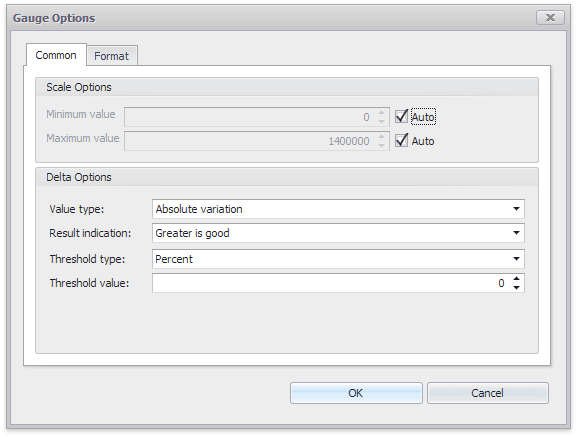 Gauge Options
Common Format
Scale Options
Minimum value 0 Auto
Maximum value 1400000 Auto
Delta Options
Value type: Absolute variation
Result indication: Greater is good
Threshold type: Percent
Threshold value: 0
OK Cancel